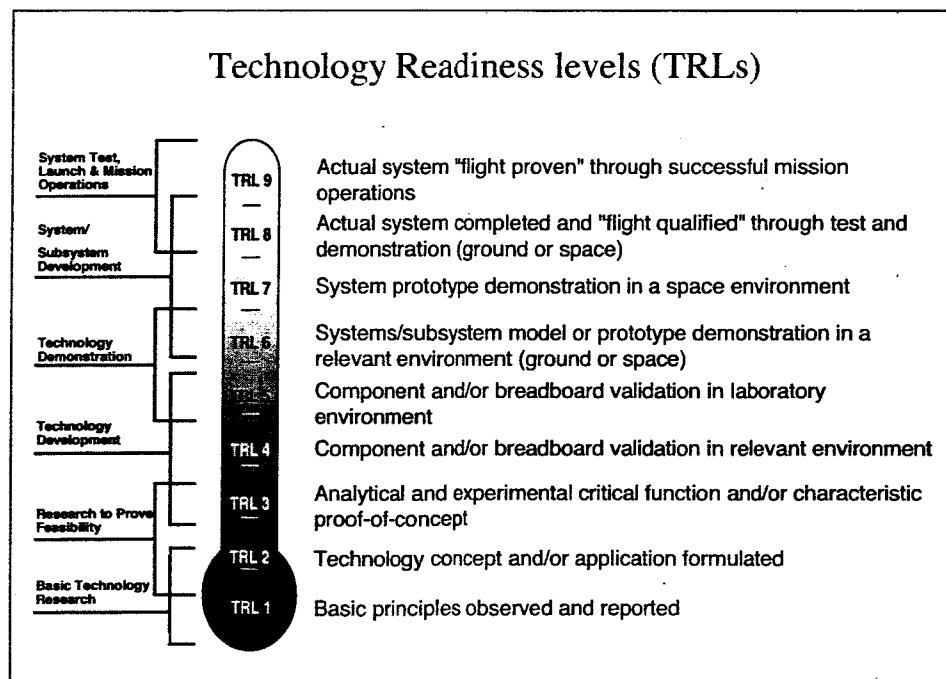 Technology Readiness levels (TRLs)
System Test,
Launch & Mission
Operations
System/
Subsystem
Development
Technology
Demonstration
Technology
Development
Research to Prove
Feasibility
Basic Technology
Research
TRL 9
Actual system "flight proven" through successful mission
operations
TRL 8
Actual system completed and "flight qualified" through test and
demonstration (ground or space)
TRL 7
System prototype demonstration in a space environment
TRL 6
Systems/subsystem model or prototype demonstration in a
relevant environment (ground or space)
TRL 5
Component and/or breadboard validation in laboratory
environment
TRL 4
Component and/or breadboard validation in relevant environment
TRL 3
Analytical and experimental critical function and/or characteristic
proof-of-concept
TRL 2
Technology concept and/or application formulated
TRL 1
Basic principles observed and reported